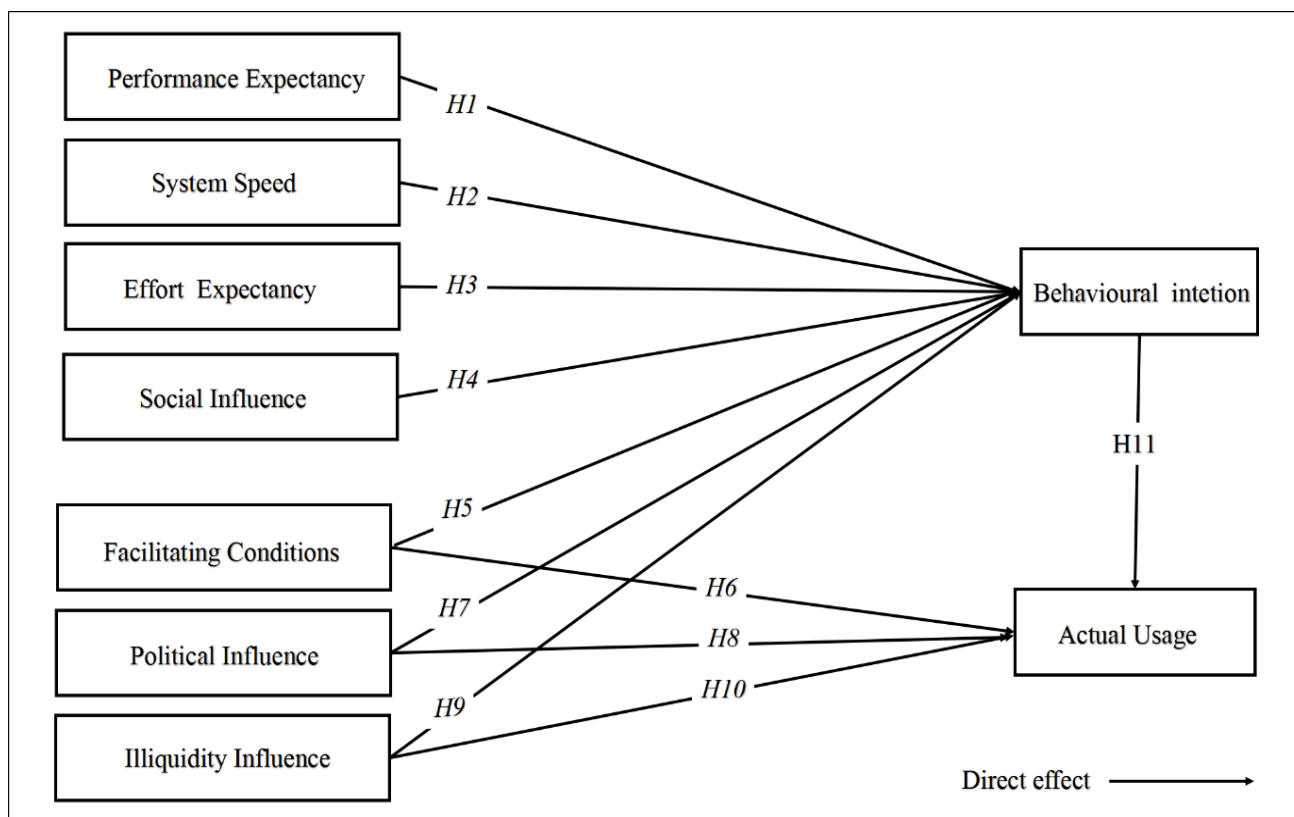 Performance Expectancy
H1
System Speed
H2
Effort Expectancy
H3
Behavioural intetion
Social Influence
H4
H11
Facilitating Conditions
H5
H6
Political Influence
H7
H8
Actual Usage
Illiquidity Influence
H9
H10
Direct effect